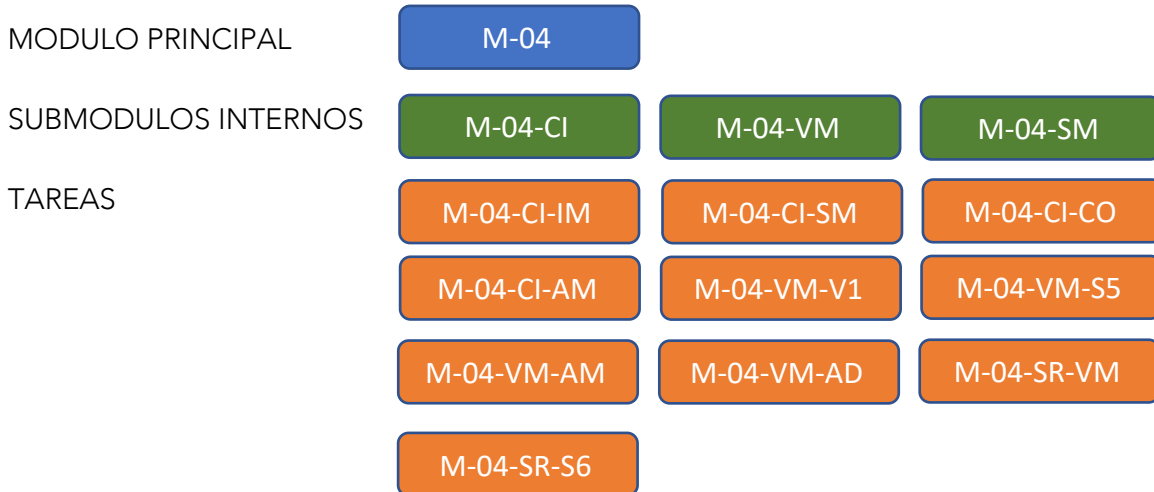 MODULO PRINCIPAL M-04
SUBMODULOS INTERNOS M-04-CI M-04-VM M-04-SM
TAREAS M-04-CI-IM M-04-CI-SM M-04-CI-CO
M-04-CI-AM M-04-VM-V1 M-04-VM-S5
M-04-VM-AM M-04-VM-AD M-04-SR-VM
M-04-SR-S6